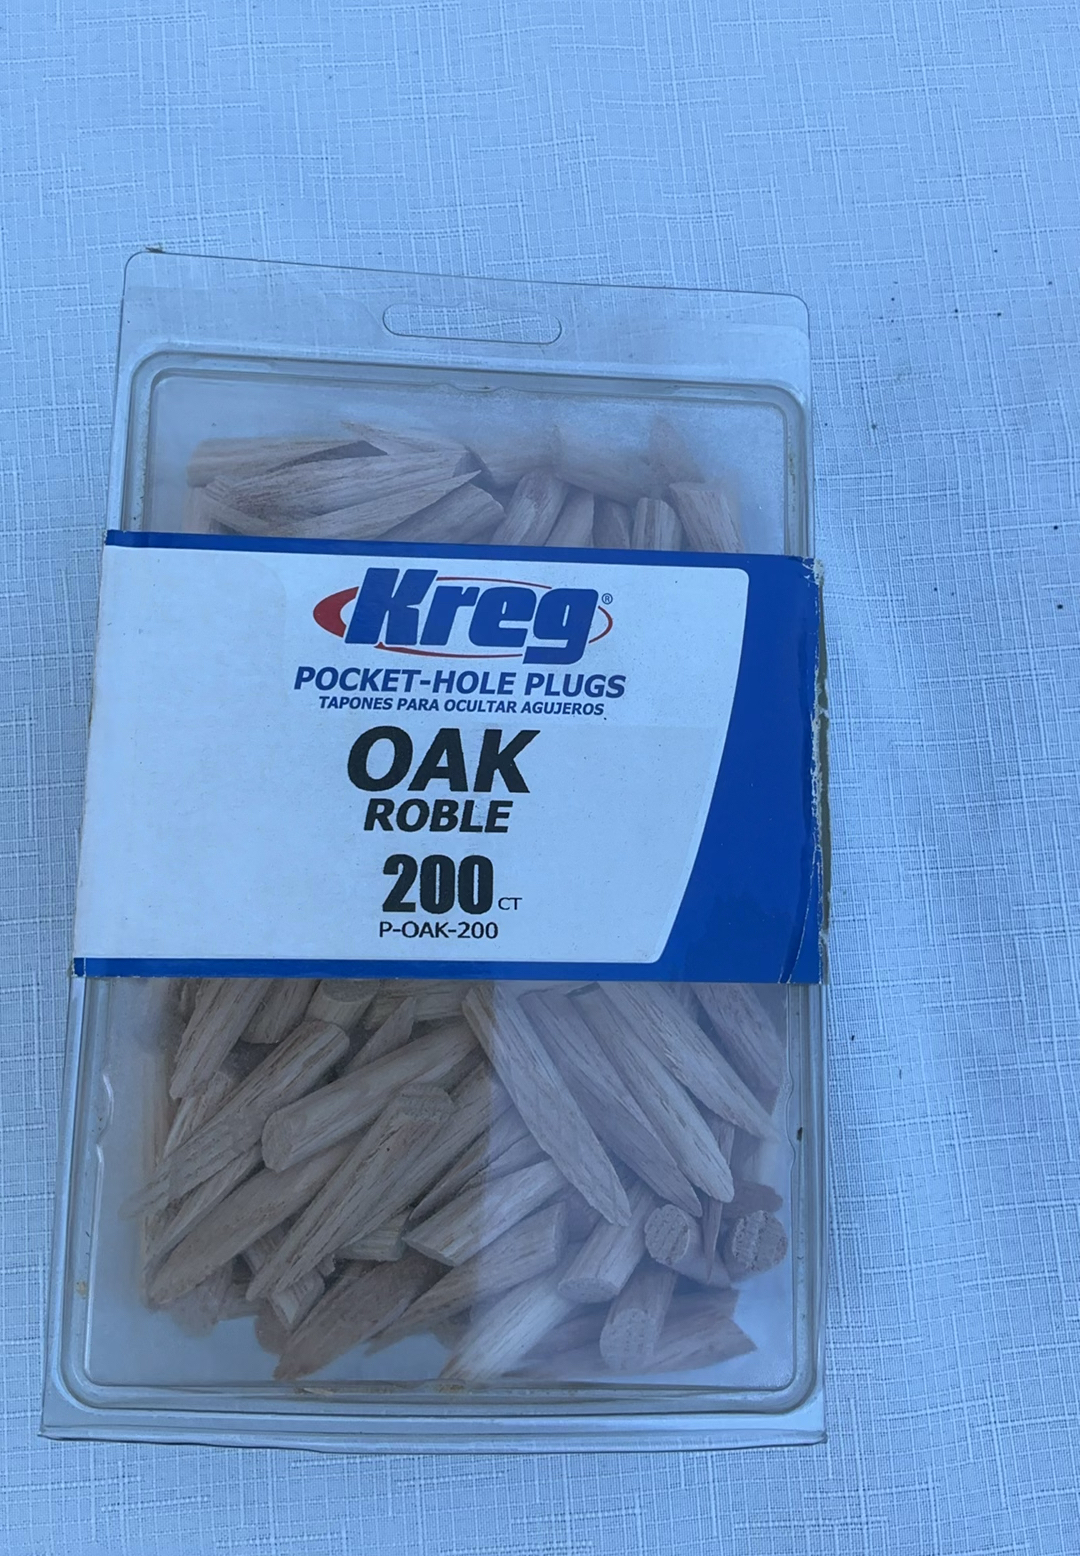 Kreg®
POCKET-HOLE PLUGS
TAPONES PARA OCULTAR AGUJEROS
OAK
ROBLE
200 CT
P-OAK-200